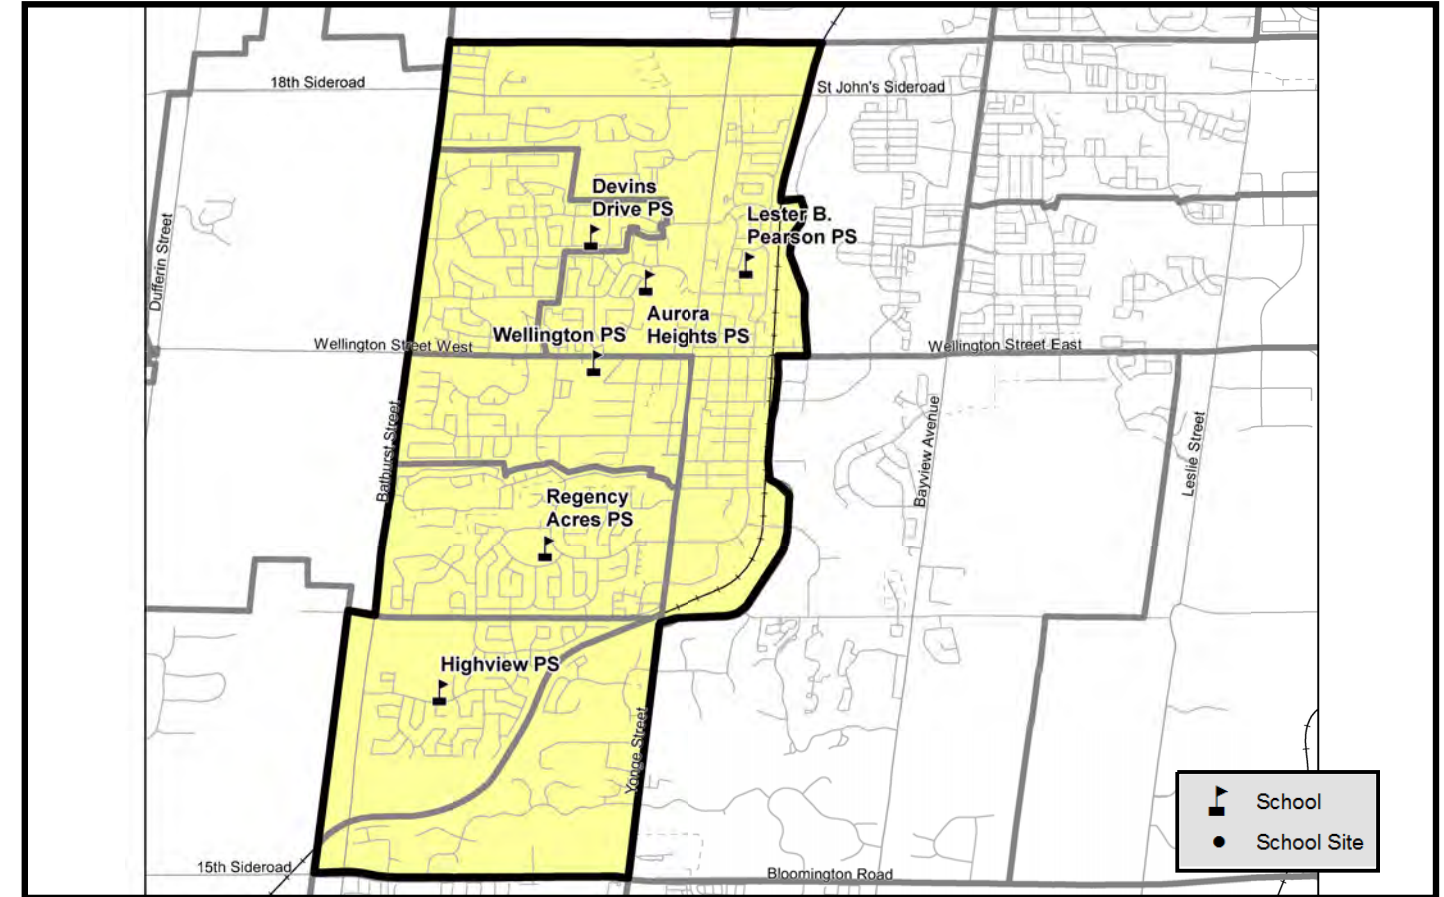 18th Sideroad
St John's Sideroad
Devins
Drive PS
Lester B.
Pearson PS
Dufferin Street
Aurora
Heights PS
Wellington PS
Wellington Street West
Wellington Street East
Bathurst Street
Bayview Avenue
Leslie Street
Regency
Acres PS
Highview PS
Yonge Street
School
School Site
15th Sideroad
Bloomington Road